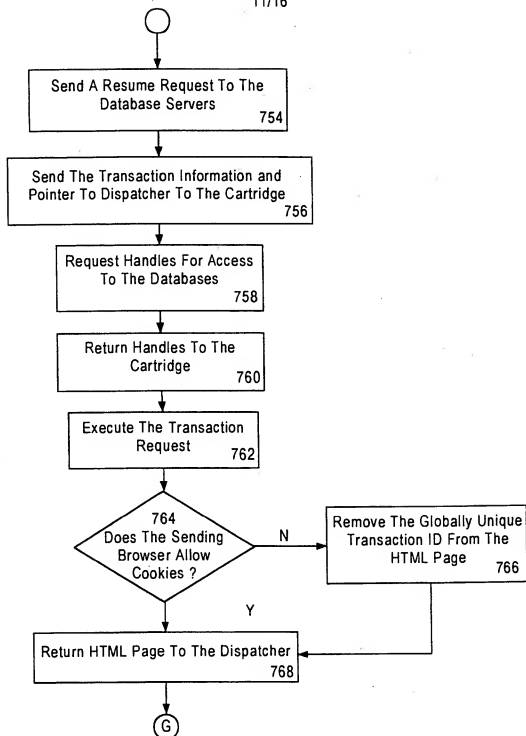 11/16
Send A Resume Request To The
Database Servers
754
Send The Transaction Information and
Pointer To Dispatcher To The Cartridge
756
Request Handles For Access
To The Databases
758
Return Handles To The
Cartridge
760
Execute The Transaction
Request
762
764
Does The Sending
Browser Allow
Cookies ?
N
Remove The Globally Unique
Transaction ID From The
HTML Page
766
Y
Return HTML Page To The Dispatcher
768
G